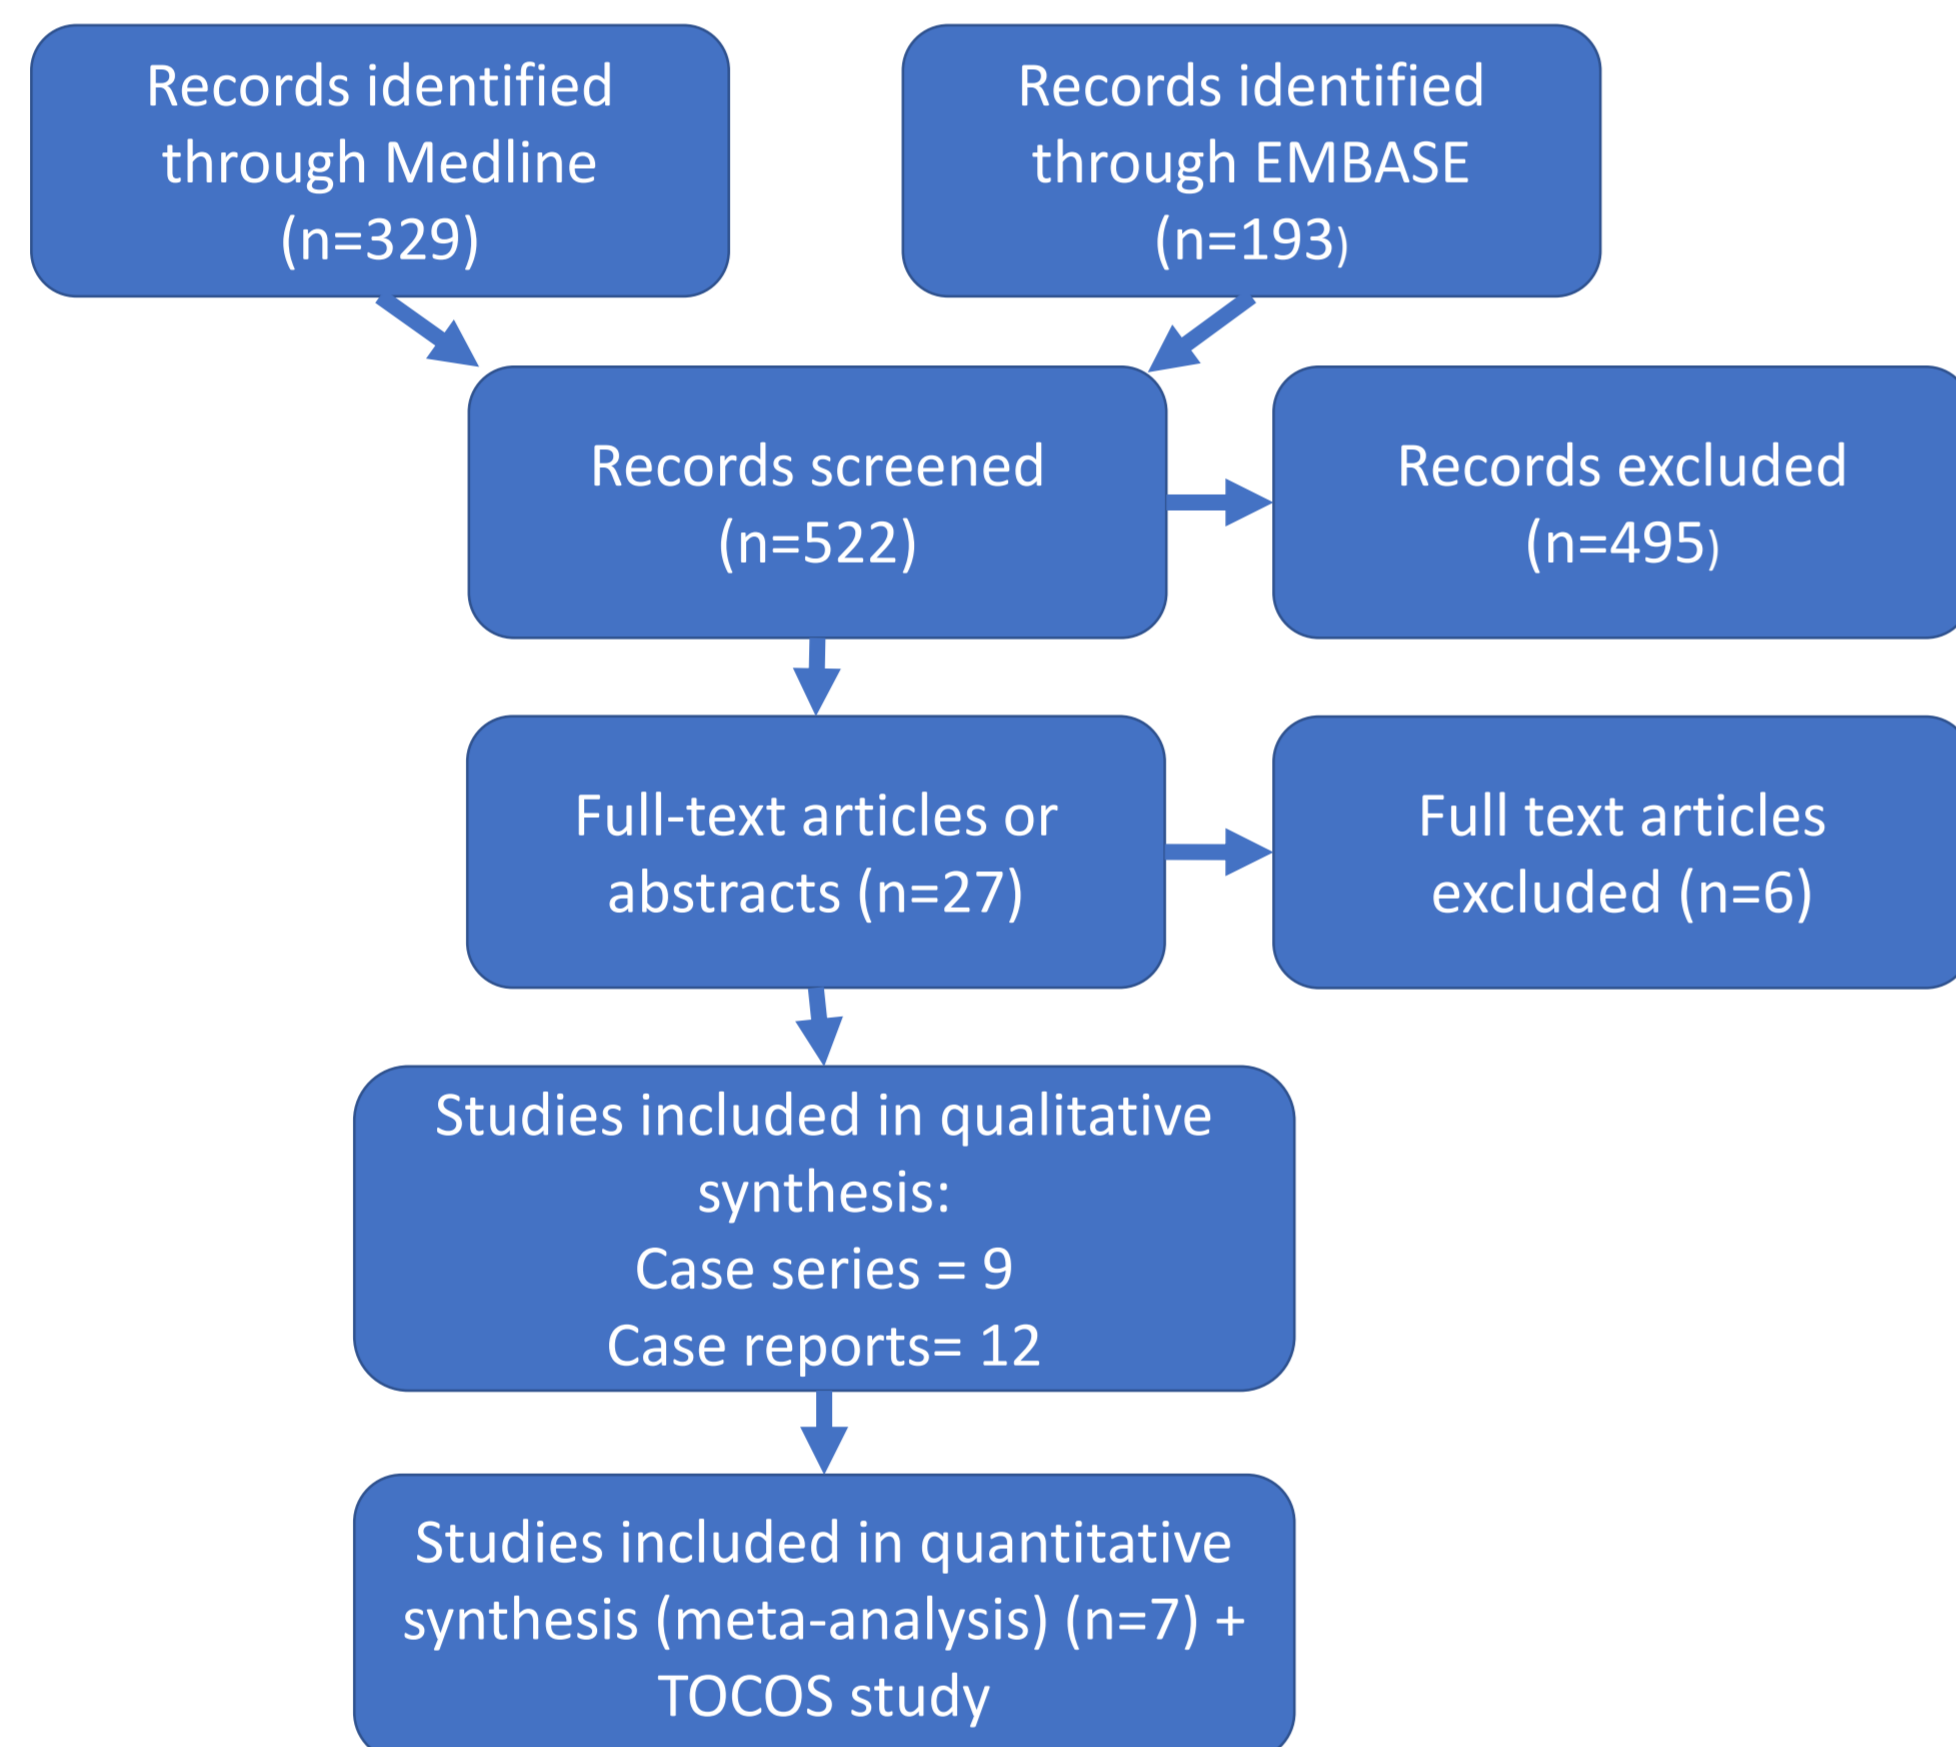 Records identified
through Medline
(n=329)
Records identified
through EMBASE
(n=193)
Records screened
(n=522)
Records excluded
(n=495)
Full-text articles or
abstracts (n=27)
Full text articles
excluded (n=6)
Studies included in qualitative
synthesis:
Case series = 9
Case reports= 12
Studies included in quantitative
synthesis (meta-analysis) (n=7) +
TOCOS study